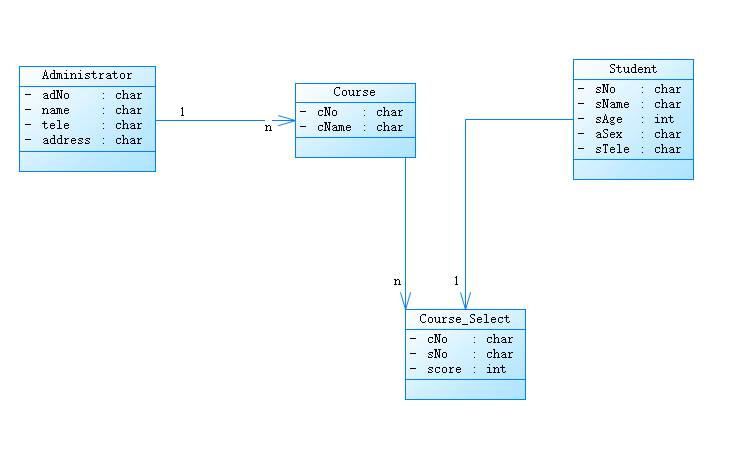 Administrator
- adNo : char
- name : char
- tele : char
- address : char
1
n
Course
- cNo : char
- cName : char
Student
- sNo : char
- sName : char
- sAge : int
- aSex : char
- sTele : char
n
1
Course_Select
- cNo : char
- sNo : char
- score : int